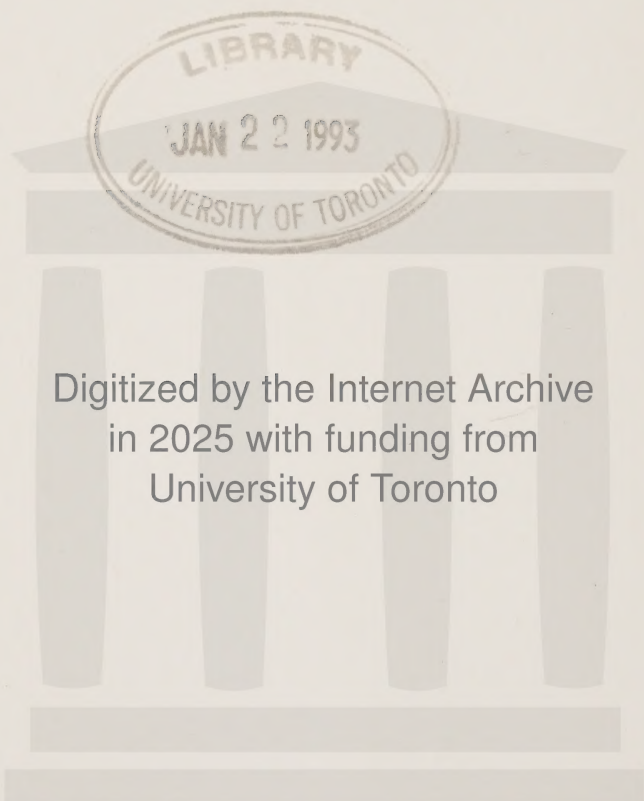 LIBRARY
JAN 22 1993
UNIVERSITY OF TORONTO
Digitized by the Internet Archive
in 2025 with funding from
University of Toronto